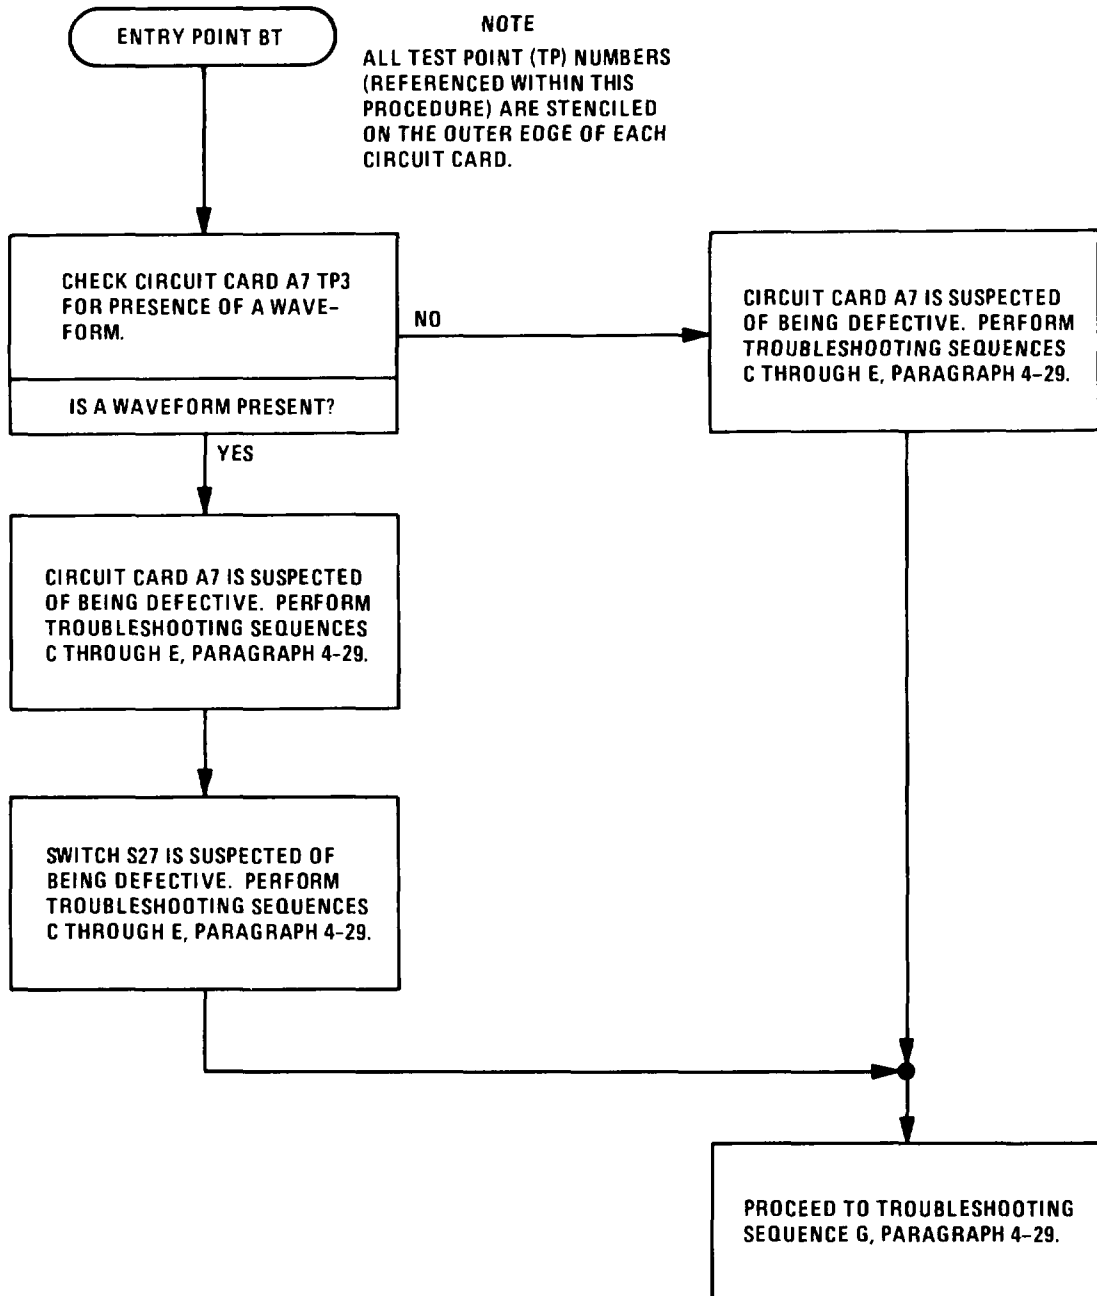 ENTRY POINT BT
NOTE
ALL TEST POINT (TP) NUMBERS
(REFERENCED WITHIN THIS
PROCEDURE) ARE STENCILED
ON THE OUTER EDGE OF EACH
CIRCUIT CARD.
CHECK CIRCUIT CARD A7 TP3
FOR PRESENCE OF A WAVE-
FORM.
IS A WAVEFORM PRESENT?
NO
CIRCUIT CARD A7 IS SUSPECTED
OF BEING DEFECTIVE. PERFORM
TROUBLESHOOTING SEQUENCES
C THROUGH E, PARAGRAPH 4-29.
YES
CIRCUIT CARD A7 IS SUSPECTED
OF BEING DEFECTIVE. PERFORM
TROUBLESHOOTING SEQUENCES
C THROUGH E, PARAGRAPH 4-29.
SWITCH S27 IS SUSPECTED OF
BEING DEFECTIVE. PERFORM
TROUBLESHOOTING SEQUENCES
C THROUGH E, PARAGRAPH 4-29.
PROCEED TO TROUBLESHOOTING
SEQUENCE G, PARAGRAPH 4-29.